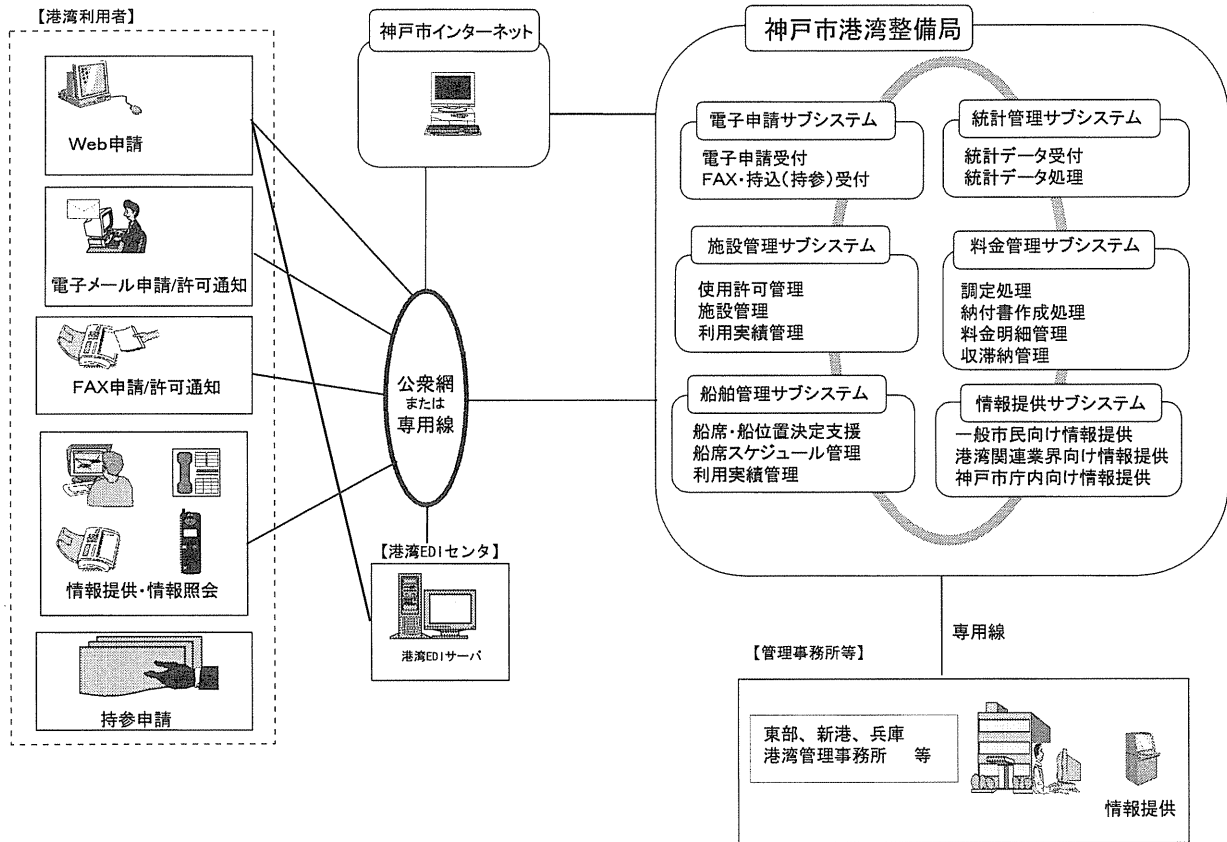 【港湾利用者】
Web申請
電子メール申請/許可通知
FAX申請/許可通知
情報提供・情報照会
持参申請
神戸市インターネット
公衆網
または
専用線
【港湾EDIセンタ】
港湾EDIサーバ
神戸市港湾整備局
電子申請サブシステム
電子申請受付
FAX・持込(持参)受付
統計管理サブシステム
統計データ受付
統計データ処理
施設管理サブシステム
使用許可管理
施設管理
利用実績管理
料金管理サブシステム
調定処理
納付書作成処理
料金明細管理
収滞納管理
船舶管理サブシステム
船席・船位置決定支援
船席スケジュール管理
利用実績管理
情報提供サブシステム
一般市民向け情報提供
港湾関連業界向け情報提供
神戸市庁内向け情報提供
専用線
【管理事務所等】
東部、新港、兵庫
港湾管理事務所　等
情報提供